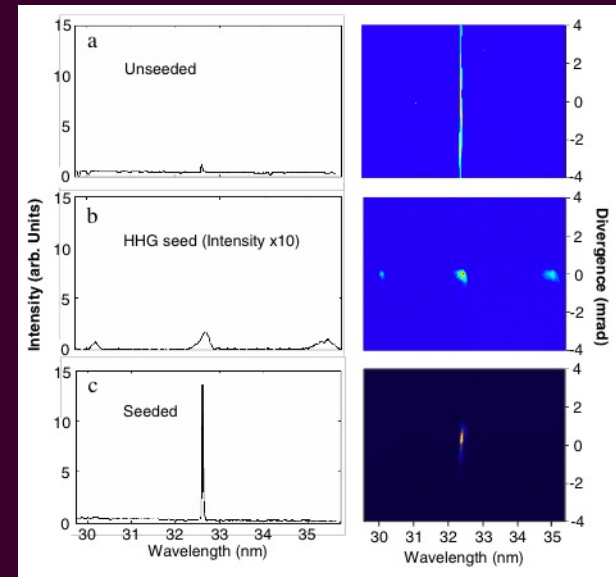 a
Unseeded
15
10
5
0
4
2
0
-2
-4
b
HHG seed (Intensity x10)
15
10
5
0
4
2
0
-2
-4
c
Seeded
15
10
5
0
4
2
0
-2
-4
Intensity (arb. Units)
Divergence (mrad)
30 31 32 33 34 35
Wavelength (nm)
30 31 32 33 34 35
Wavelength (nm)